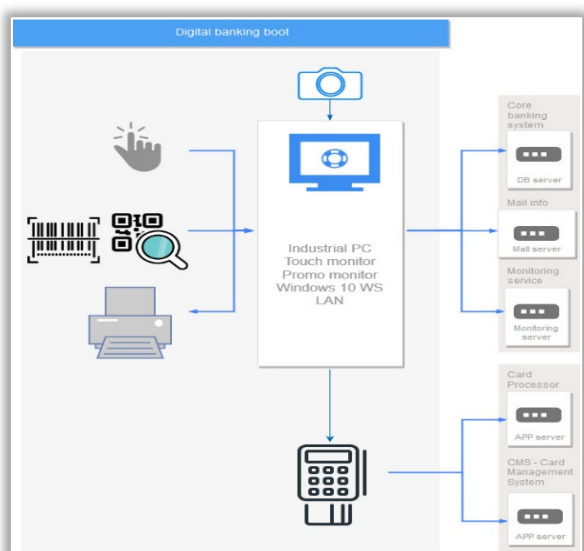 Digital banking boot
Industrial PC
Touch monitor
Promo monitor
Windows 10 WS
LAN
Core
banking
system
DB server
Mail info
Mail server
Monitoring
service
Monitoring
server
Card
Processor
APP server
CMS - Card
Management
System
APP server